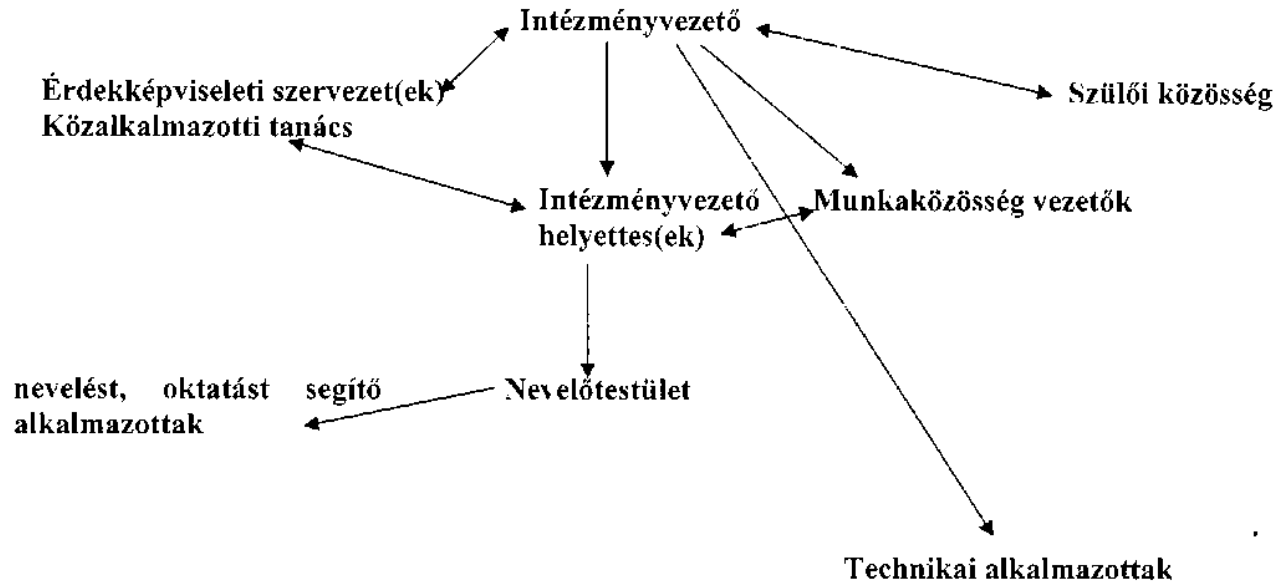 Intézményvezető
Érdekképviseleti szervezet(ek)
Közalkalmazotti tanács
Szülői közösség
Intézményvezető
helyettes(ek)
Munkaközösség vezetők
nevelést, oktatást segítő
alkalmazottak
Nevelőtestület
Technikai alkalmazottak